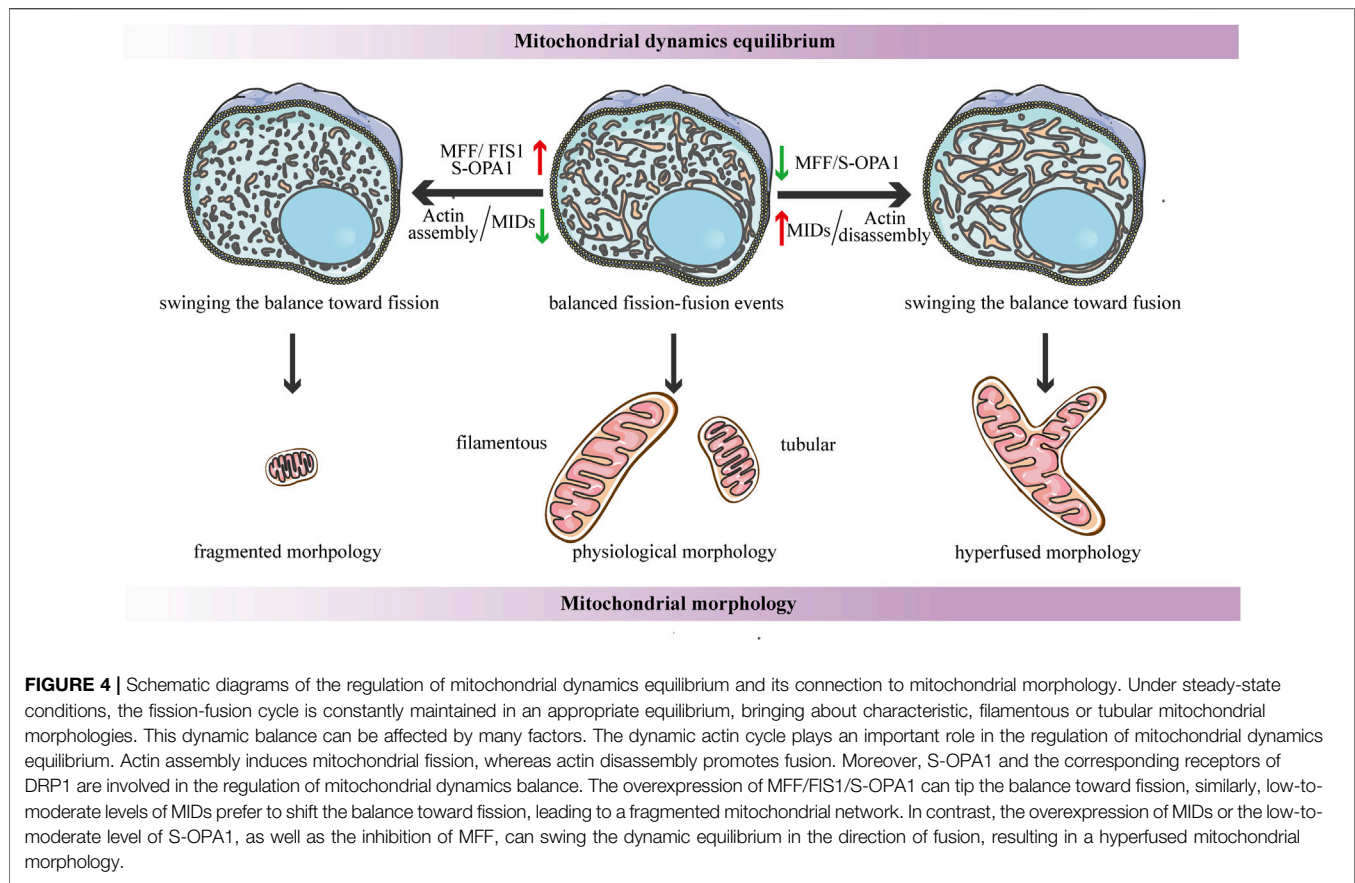 Mitochondrial dynamics equilibrium
MFF/ FIS1
S-OPA1
Actin
assembly/MIDs
MFF/S-OPA1
MIDs/Actin
disassembly
swinging the balance toward fission
balanced fission-fusion events
swinging the balance toward fusion
filamentous
tubular
fragmented morhpology
physiological morphology
hyperfused morphology
Mitochondrial morphology
FIGURE 4 | Schematic diagrams of the regulation of mitochondrial dynamics equilibrium and its connection to mitochondrial morphology. Under steady-state
conditions, the fission-fusion cycle is constantly maintained in an appropriate equilibrium, bringing about characteristic, filamentous or tubular mitochondrial
morphologies. This dynamic balance can be affected by many factors. The dynamic actin cycle plays an important role in the regulation of mitochondrial dynamics
equilibrium. Actin assembly induces mitochondrial fission, whereas actin disassembly promotes fusion. Moreover, S-OPA1 and the corresponding receptors of
DRP1 are involved in the regulation of mitochondrial dynamics balance. The overexpression of MFF/FIS1/S-OPA1 can tip the balance toward fission, similarly, low-to-
moderate levels of MIDs prefer to shift the balance toward fission, leading to a fragmented mitochondrial network. In contrast, the overexpression of MIDs or the low-to-
moderate level of S-OPA1, as well as the inhibition of MFF, can swing the dynamic equilibrium in the direction of fusion, resulting in a hyperfused mitochondrial
morphology.